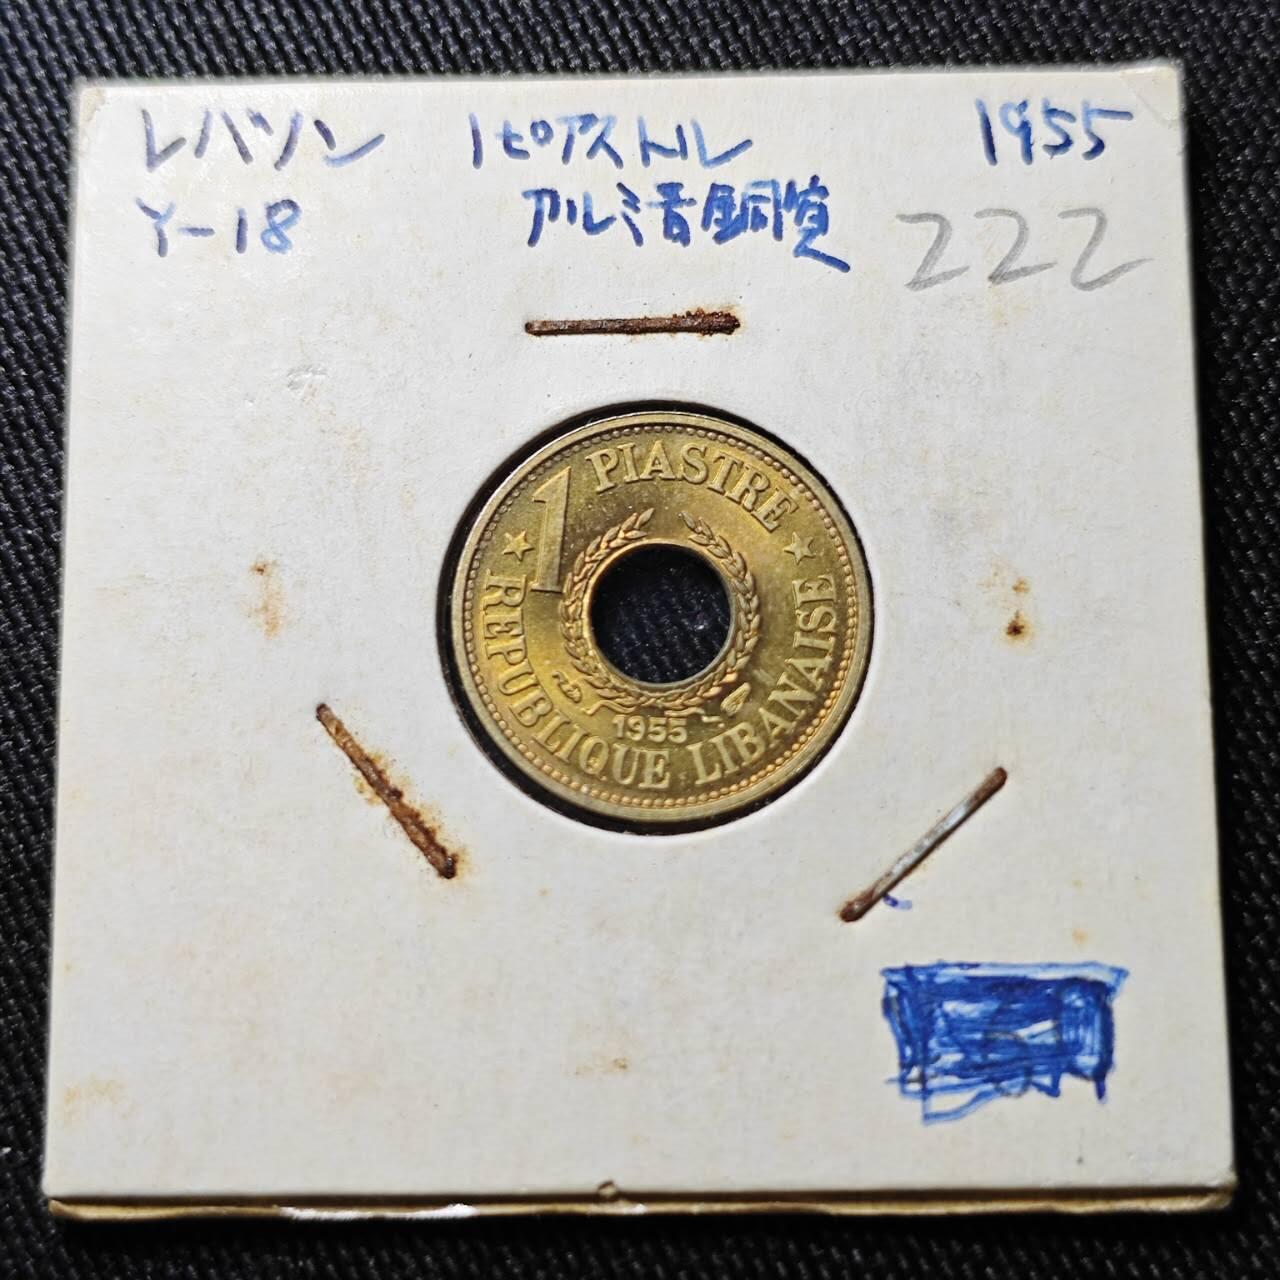 レバノン 1ピアストル 1955
Y-18 アルミ青銅貨 222
1 PIASTRE
REPUBLIQUE LIBANAISE
1955